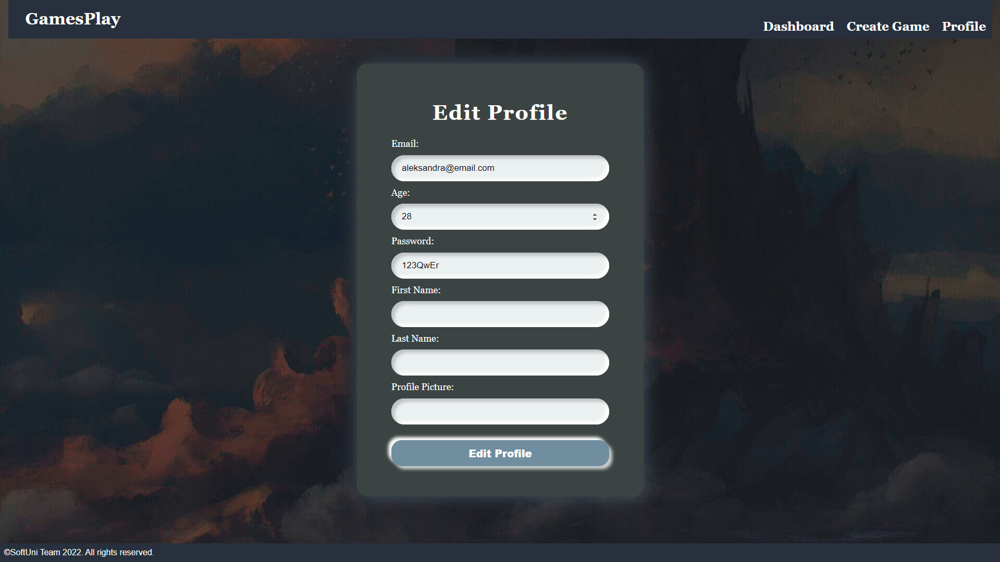 GamesPlay
Dashboard Create Game Profile
Edit Profile
Email:
aleksandra@email.com
Age:
28
Password:
123QwEr
First Name:
Last Name:
Profile Picture:
Edit Profile
©SoftUni Team 2022. All rights reserved.